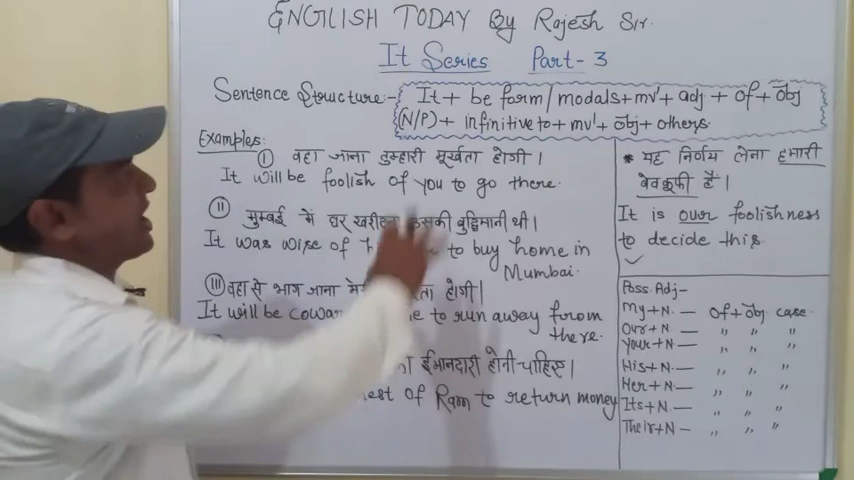 ENGLISH TODAY By Rajesh Sir.
It Series Part-3
Sentence Structure:- It + be form/modals+mv¹+adj + of + obj
(N/P) + infinitive to + mv¹ + obj + others.
Examples:
(I) वहा जाना तुम्हारी मूर्खता होगी।
It will be foolish of you to go there.
(II) मुम्बई में घर खरीदना उसकी बुद्धिमानी थी।
It was wise of to buy home in
Mumbai.
(III) वहा से भाग जाना होगी।
It will be to run away from
there.
ईमानदारी होनी चाहिए।
of Ram to return money
* यह निर्णय लेना हमारी
बेवकूफी है।
It is our foolishness
to decide this.
Poss. Adj-
My+N — Of+Obj case.
Our+N — " " "
Your+N — " " "
His+N — " " "
Her+N — " " "
Its+N — " " "
Their+N — " " "